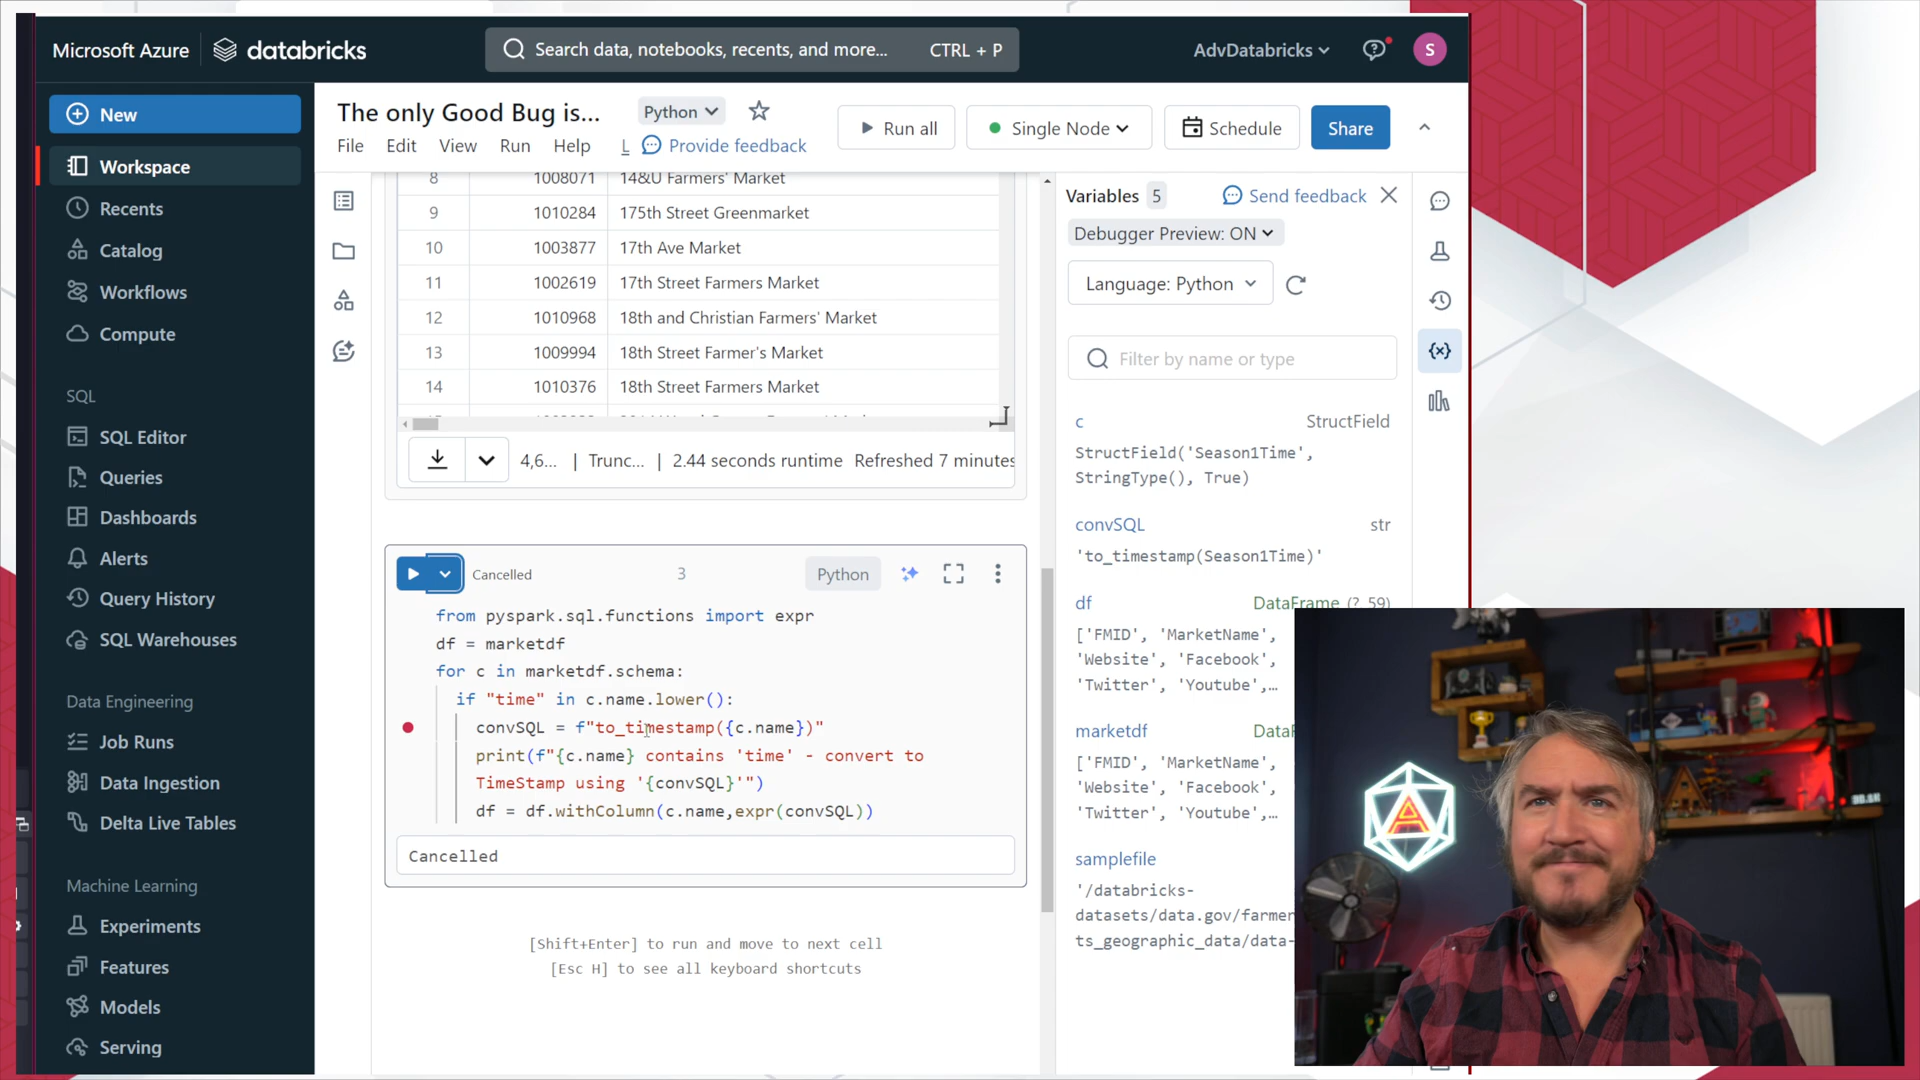 Microsoft Azure databricks
Search data, notebooks, recents, and more... CTRL + P
AdvDatabricks
S
New
Workspace
Recents
Catalog
Workflows
Compute
SQL
SQL Editor
Queries
Dashboards
Alerts
Query History
SQL Warehouses
Data Engineering
Job Runs
Data Ingestion
Delta Live Tables
Machine Learning
Experiments
Features
Models
Serving
The only Good Bug is... Python
File Edit View Run Help L Provide feedback
Run all
Single Node
Schedule
Share
8 1008071 14&U Farmers' Market
9 1010284 175th Street Greenmarket
10 1003877 17th Ave Market
11 1002619 17th Street Farmers Market
12 1010968 18th and Christian Farmers' Market
13 1009994 18th Street Farmer's Market
14 1010376 18th Street Farmers Market
4,6... | Trunc... | 2.44 seconds runtime Refreshed 7 minutes
Cancelled 3 Python
from pyspark.sql.functions import expr
df = marketdf
for c in marketdf.schema:
if "time" in c.name.lower():
convSQL = f"to_timestamp({c.name})"
print(f"{c.name} contains 'time' - convert to
TimeStamp using '{convSQL}'")
df = df.withColumn(c.name,expr(convSQL))
Cancelled
[Shift+Enter] to run and move to next cell
[Esc H] to see all keyboard shortcuts
Variables 5 Send feedback
Debugger Preview: ON
Language: Python
Filter by name or type
c StructField
StructField('Season1Time',
StringType(), True)
convSQL str
'to_timestamp(Season1Time)'
df DataFrame (?, 59)
['FMID', 'MarketName',
'Website', 'Facebook',
'Twitter', 'Youtube',...
marketdf DataF
['FMID', 'MarketName',
'Website', 'Facebook',
'Twitter', 'Youtube',...
samplefile
'/databricks-
datasets/data.gov/farmer
ts_geographic_data/data-
A